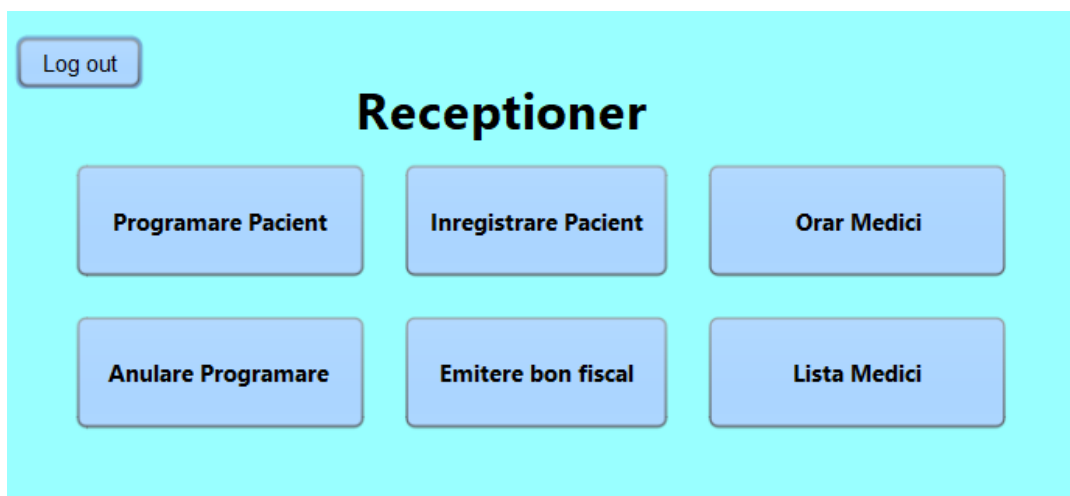 Log out
Receptioner
Programare Pacient
Inregistrare Pacient
Orar Medici
Anulare Programare
Emitere bon fiscal
Lista Medici